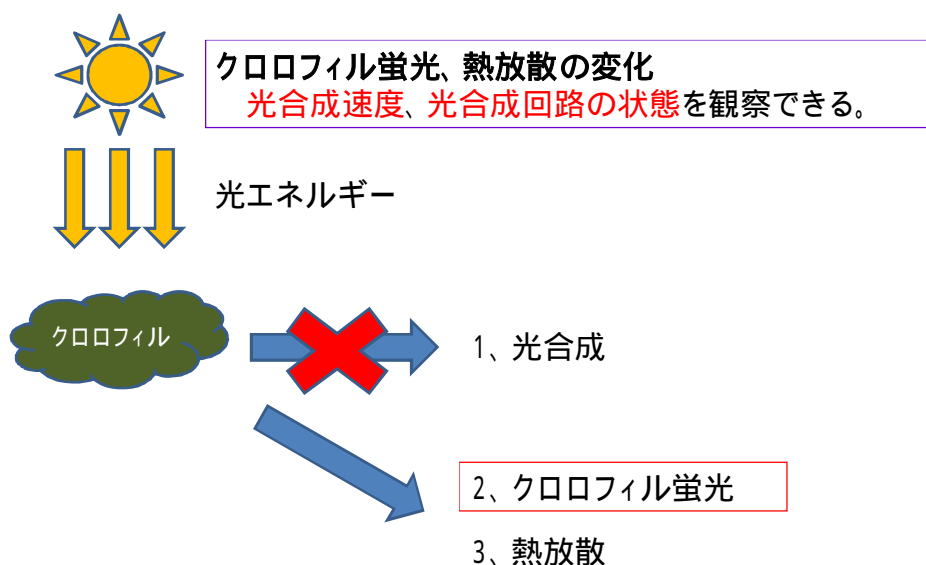 クロロフィル蛍光、熱放散の変化
光合成速度、光合成回路の状態を観察できる。
光エネルギー
クロロフィル
1、光合成
2、クロロフィル蛍光
3、熱放散